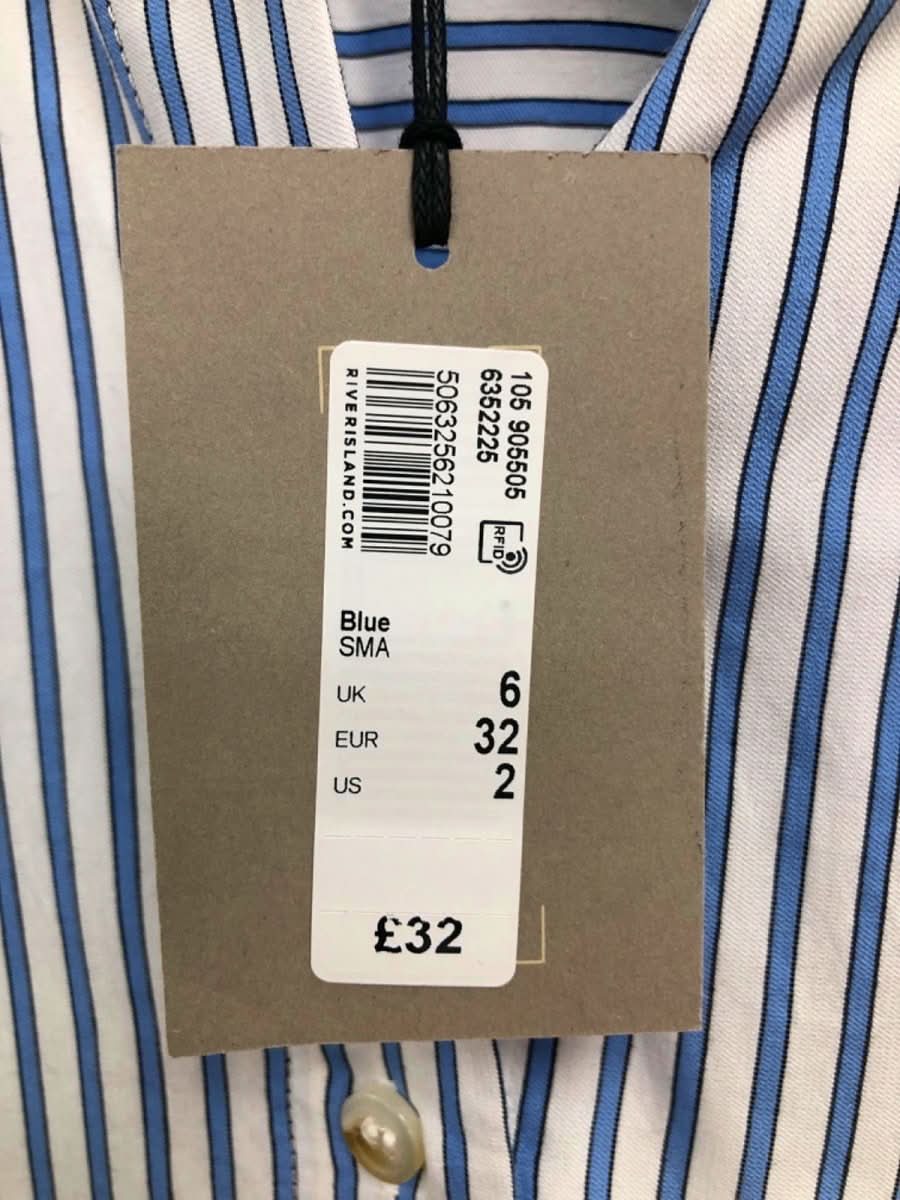 105 905505
6352225
RFID
5063256210079
RIVERISLAND.COM
Blue
SMA
UK 6
EUR 32
US 2
£32